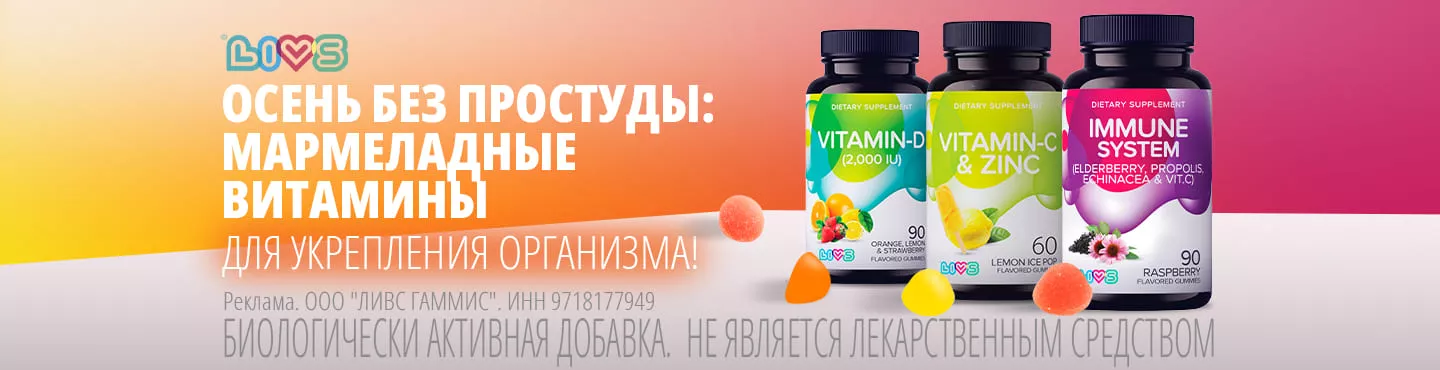 LIVS
ОСЕНЬ БЕЗ ПРОСТУДЫ:
МАРМЕЛАДНЫЕ
ВИТАМИНЫ
ДЛЯ УКРЕПЛЕНИЯ ОРГАНИЗМА!
Реклама. ООО "ЛИВС ГАММИС". ИНН 9718177949
БИОЛОГИЧЕСКИ АКТИВНАЯ ДОБАВКА. НЕ ЯВЛЯЕТСЯ ЛЕКАРСТВЕННЫМ СРЕДСТВОМ
DIETARY SUPPLEMENT
VITAMIN-D
(2,000 IU)
90
ORANGE, LEMON
& STRAWBERRY
FLAVORED GUMMIES
LIVS
DIETARY SUPPLEMENT
VITAMIN-C
& ZINC
60
LEMON ICE POP
FLAVORED GUMMIES
LIVS
DIETARY SUPPLEMENT
IMMUNE
SYSTEM
(ELDERBERRY, PROPOLIS,
ECHINACEA & VIT.C)
90
RASPBERRY
FLAVORED GUMMIES
LIVS